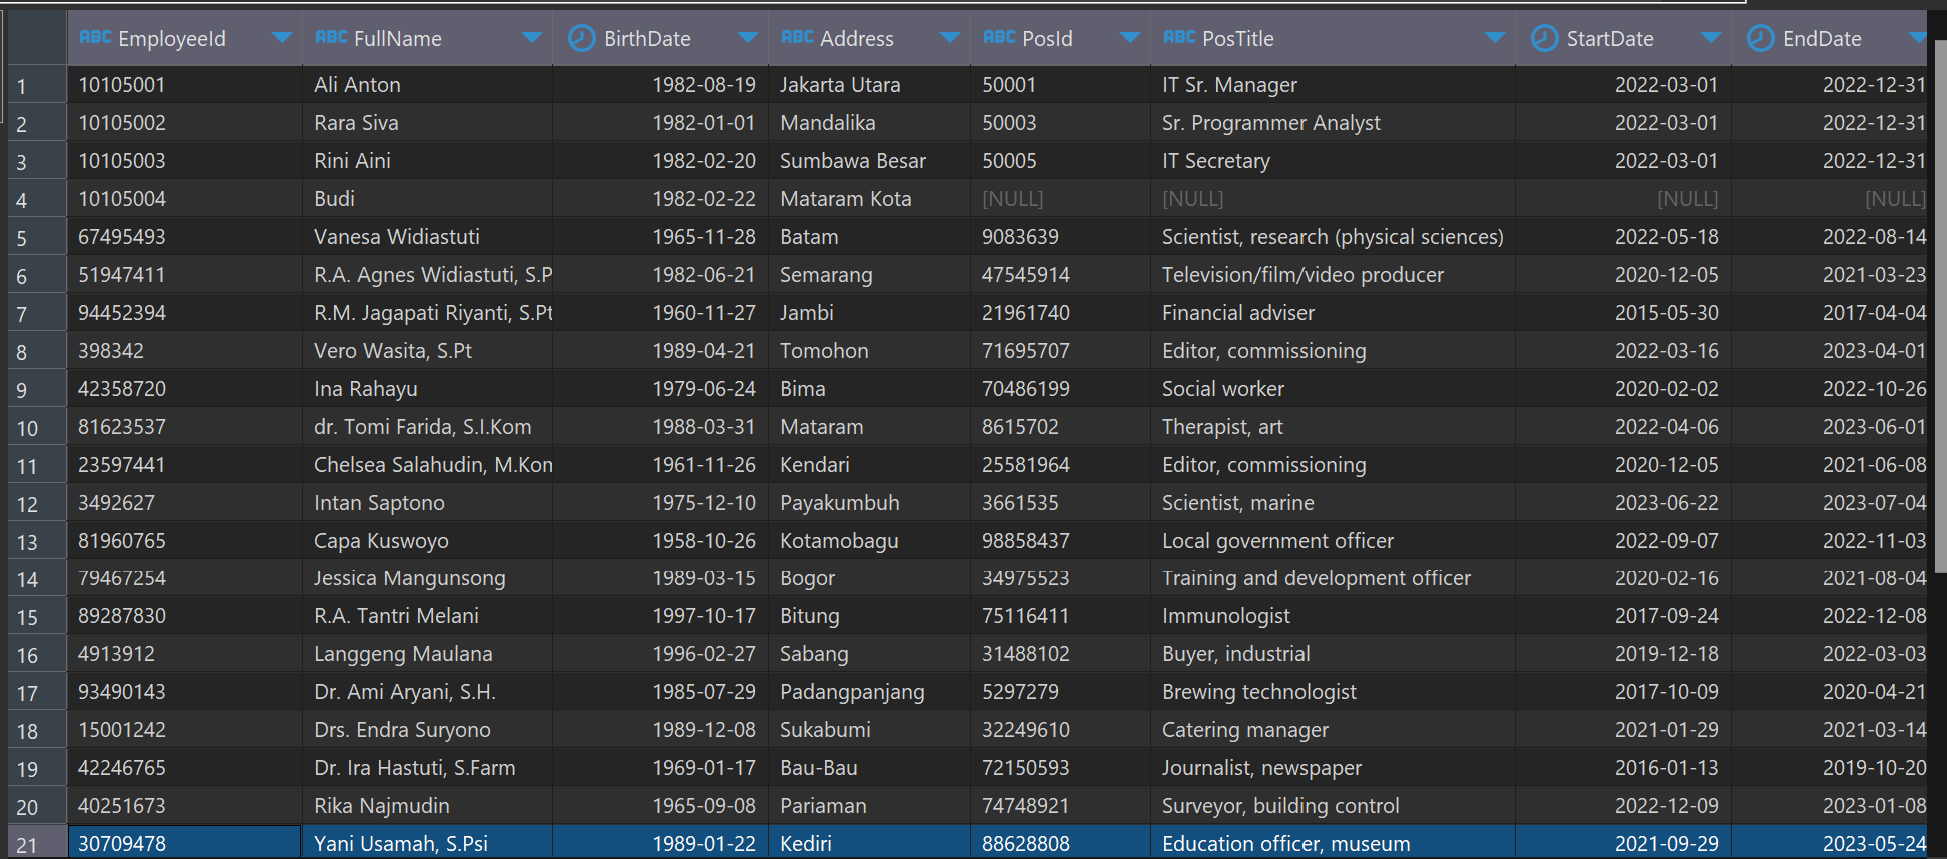 ABC EmployeeId ABC FullName BirthDate ABC Address ABC PosId ABC PosTitle StartDate EndDate
1 10105001 Ali Anton 1982-08-19 Jakarta Utara 50001 IT Sr. Manager 2022-03-01 2022-12-31
2 10105002 Rara Siva 1982-01-01 Mandalika 50003 Sr. Programmer Analyst 2022-03-01 2022-12-31
3 10105003 Rini Aini 1982-02-20 Sumbawa Besar 50005 IT Secretary 2022-03-01 2022-12-31
4 10105004 Budi 1982-02-22 Mataram Kota [NULL] [NULL] [NULL] [NULL]
5 67495493 Vanesa Widiastuti 1965-11-28 Batam 9083639 Scientist, research (physical sciences) 2022-05-18 2022-08-14
6 51947411 R.A. Agnes Widiastuti, S.P 1982-06-21 Semarang 47545914 Television/film/video producer 2020-12-05 2021-03-23
7 94452394 R.M. Jagapati Riyanti, S.Pt 1960-11-27 Jambi 21961740 Financial adviser 2015-05-30 2017-04-04
8 398342 Vero Wasita, S.Pt 1989-04-21 Tomohon 71695707 Editor, commissioning 2022-03-16 2023-04-01
9 42358720 Ina Rahayu 1979-06-24 Bima 70486199 Social worker 2020-02-02 2022-10-26
10 81623537 dr. Tomi Farida, S.I.Kom 1988-03-31 Mataram 8615702 Therapist, art 2022-04-06 2023-06-01
11 23597441 Chelsea Salahudin, M.Kom 1961-11-26 Kendari 25581964 Editor, commissioning 2020-12-05 2021-06-08
12 3492627 Intan Saptono 1975-12-10 Payakumbuh 3661535 Scientist, marine 2023-06-22 2023-07-04
13 81960765 Capa Kuswoyo 1958-10-26 Kotamobagu 98858437 Local government officer 2022-09-07 2022-11-03
14 79467254 Jessica Mangunsong 1989-03-15 Bogor 34975523 Training and development officer 2020-02-16 2021-08-04
15 89287830 R.A. Tantri Melani 1997-10-17 Bitung 75116411 Immunologist 2017-09-24 2022-12-08
16 4913912 Langgeng Maulana 1996-02-27 Sabang 31488102 Buyer, industrial 2019-12-18 2022-03-03
17 93490143 Dr. Ami Aryani, S.H. 1985-07-29 Padangpanjang 5297279 Brewing technologist 2017-10-09 2020-04-21
18 15001242 Drs. Endra Suryono 1989-12-08 Sukabumi 32249610 Catering manager 2021-01-29 2021-03-14
19 42246765 Dr. Ira Hastuti, S.Farm 1969-01-17 Bau-Bau 72150593 Journalist, newspaper 2016-01-13 2019-10-20
20 40251673 Rika Najmudin 1965-09-08 Pariaman 74748921 Surveyor, building control 2022-12-09 2023-01-08
21 30709478 Yani Usamah, S.Psi 1989-01-22 Kediri 88628808 Education officer, museum 2021-09-29 2023-05-24